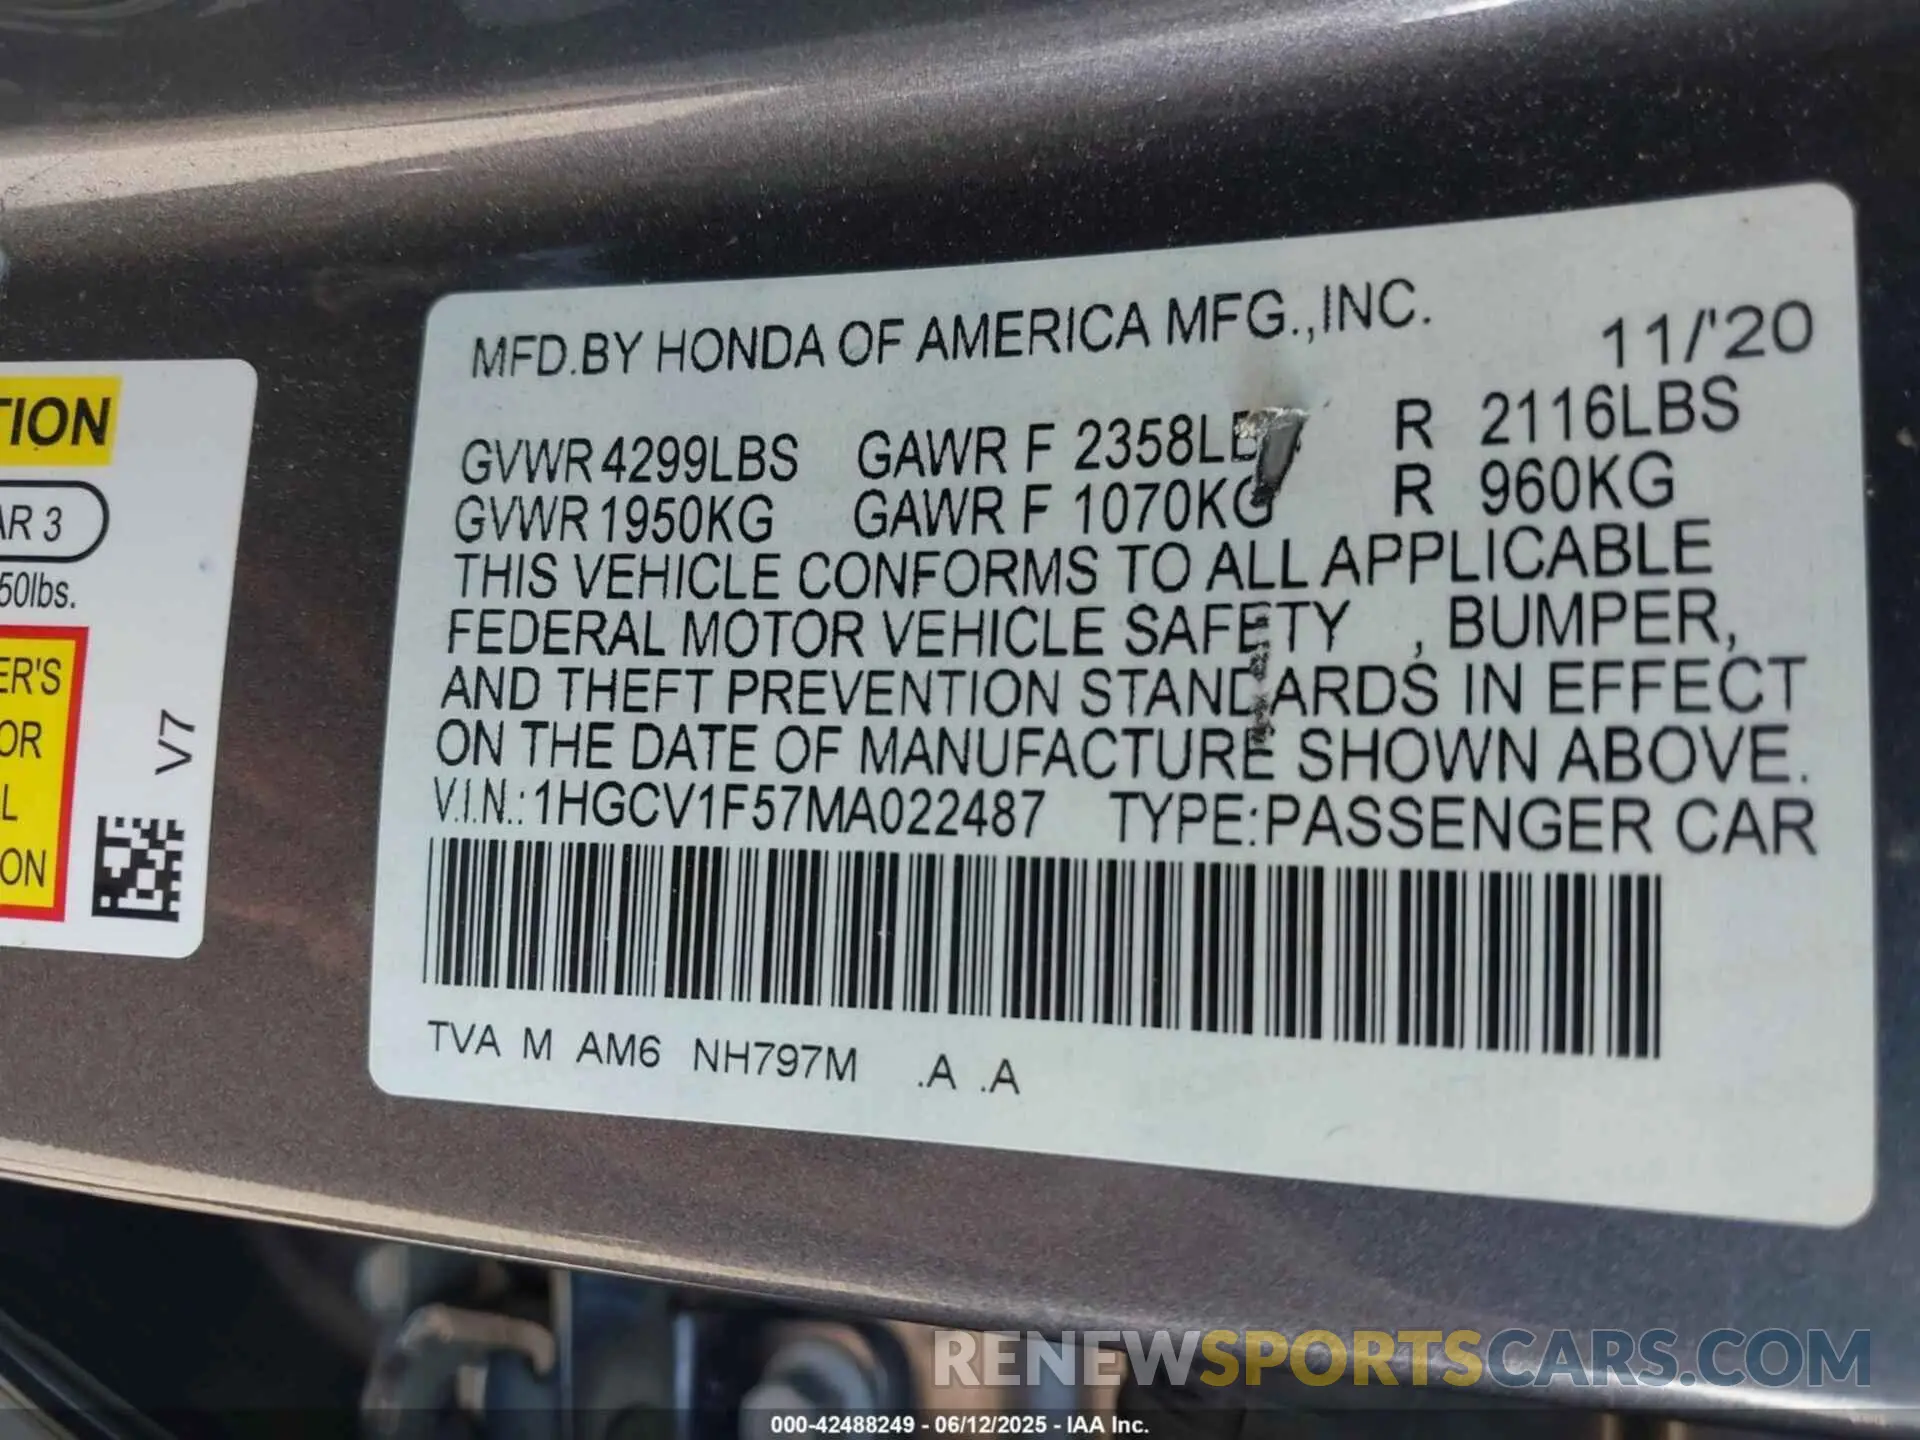 MFD.BY HONDA OF AMERICA MFG.,INC.
11/'20
GVWR 4299LBS GAWR F 2358LB R 2116LBS
GVWR 1950KG GAWR F 1070KG R 960KG
THIS VEHICLE CONFORMS TO ALL APPLICABLE
FEDERAL MOTOR VEHICLE SAFETY , BUMPER,
AND THEFT PREVENTION STANDARDS IN EFFECT
ON THE DATE OF MANUFACTURE SHOWN ABOVE.
V.I.N.: 1HGCV1F57MA022487 TYPE:PASSENGER CAR
TVA M AM6 NH797M .A .A
TION
AR 3
50lbs.
ER'S
OR
L
ON
V7
RENEWSPORTSCARS.COM
000-42488249 - 06/12/2025 - IAA Inc.